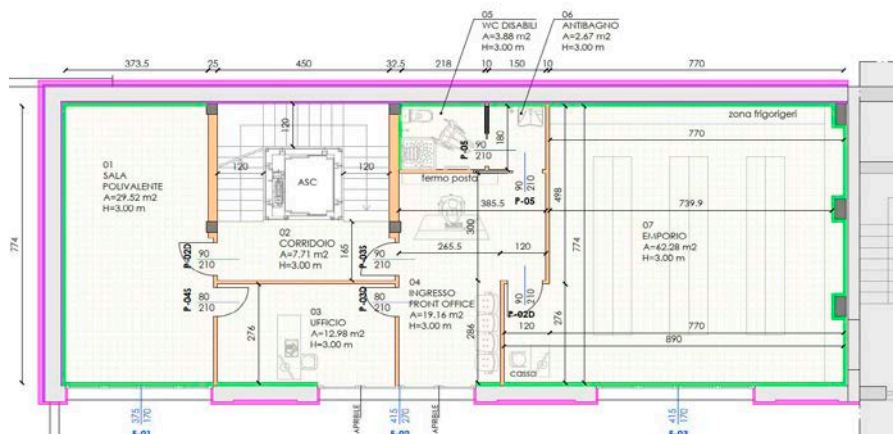 05
WC DISABILI
A=3.88 m2
H=3.00 m
06
ANTIBAGNO
A=2.67 m2
H=3.00 m
373.5
25
450
32.5
218
10
150
10
770
zona frigorigeri
770
120
90
210
P-05
180
01
SALA
POLIVALENTE
A=29.52 m2
H=3.00 m
120
ASC
120
fermo posta
90
210
P-05
385.5
498
739.9
774
300
774
07
EMPORIO
A=62.28 m2
H=3.00 m
02
CORRIDOIO
A=7.71 m2
H=3.00 m
165
265.5
120
P-02D
90
210
P-03S
90
210
04
INGRESSO
FRONT OFFICE
A=19.16 m2
H=3.00 m
P-04S
80
210
P-03D
80
210
90
210
P-02D
03
UFFICIO
A=12.98 m2
H=3.00 m
276
286
276
120
770
890
cassa
375
170
APRIBILE
415
270
APRIBILE
415
170